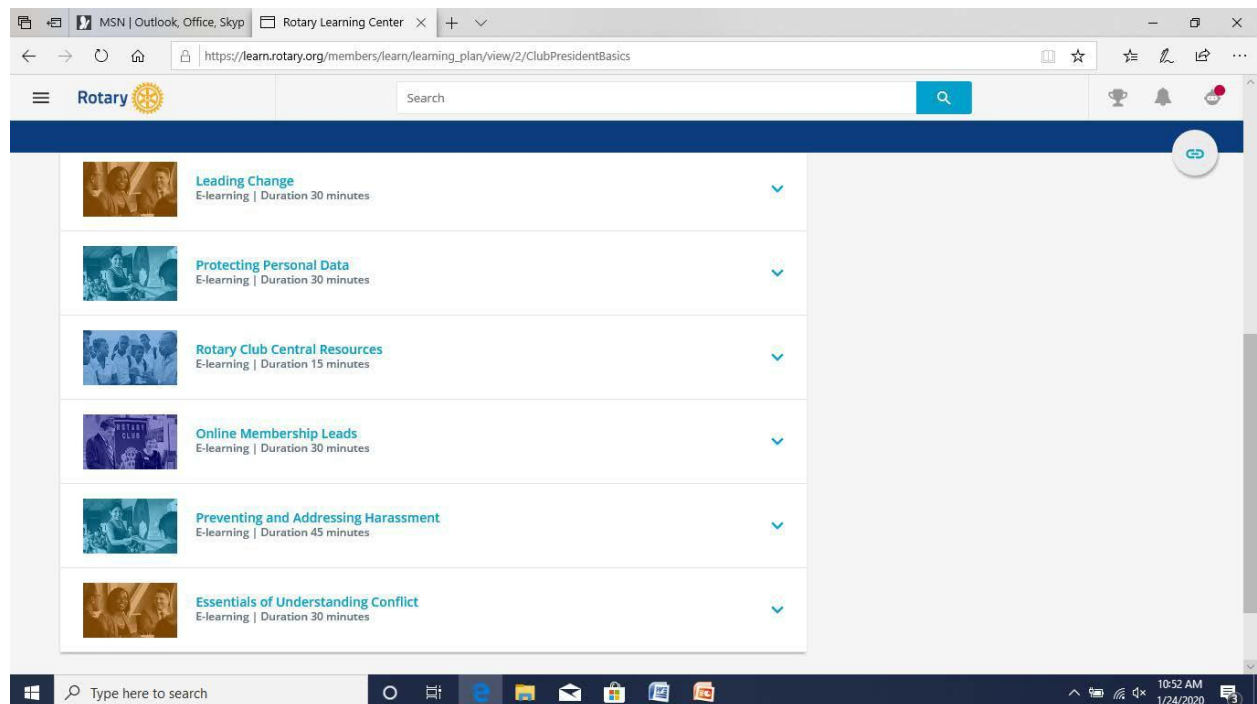 MSN | Outlook, Office, Skyp
Rotary Learning Center
https://learn.rotary.org/members/learn/learning_plan/view/2/ClubPresidentBasics
Rotary
Search
Leading Change
E-learning | Duration 30 minutes
Protecting Personal Data
E-learning | Duration 30 minutes
Rotary Club Central Resources
E-learning | Duration 15 minutes
ROTARY
CLUB
Online Membership Leads
E-learning | Duration 30 minutes
Preventing and Addressing Harassment
E-learning | Duration 45 minutes
Essentials of Understanding Conflict
E-learning | Duration 30 minutes
Type here to search
10:52 AM
1/24/2020
3